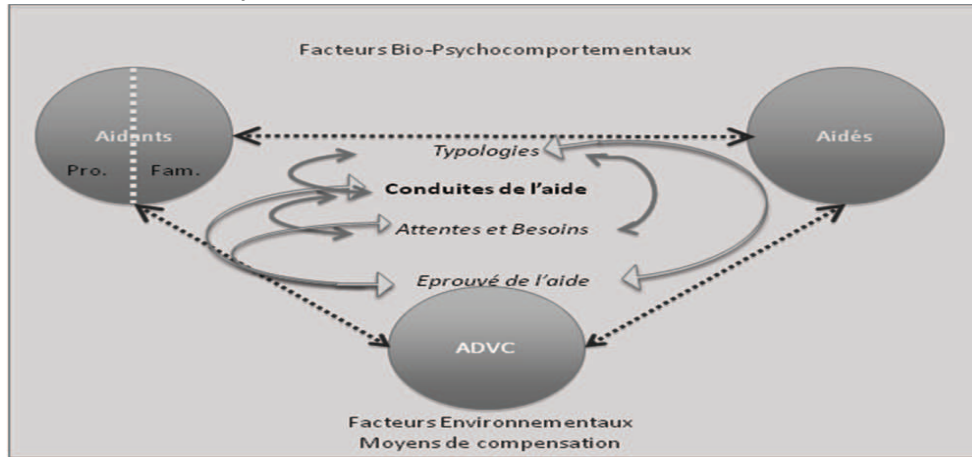 Facteurs Bio-Psychocomportementaux
Aidants
Pro. Fam.
Aidés
Typologies
Conduites de l'aide
Attentes et Besoins
Eprouvé de l'aide
ADVC
Facteurs Environnementaux
Moyens de compensation